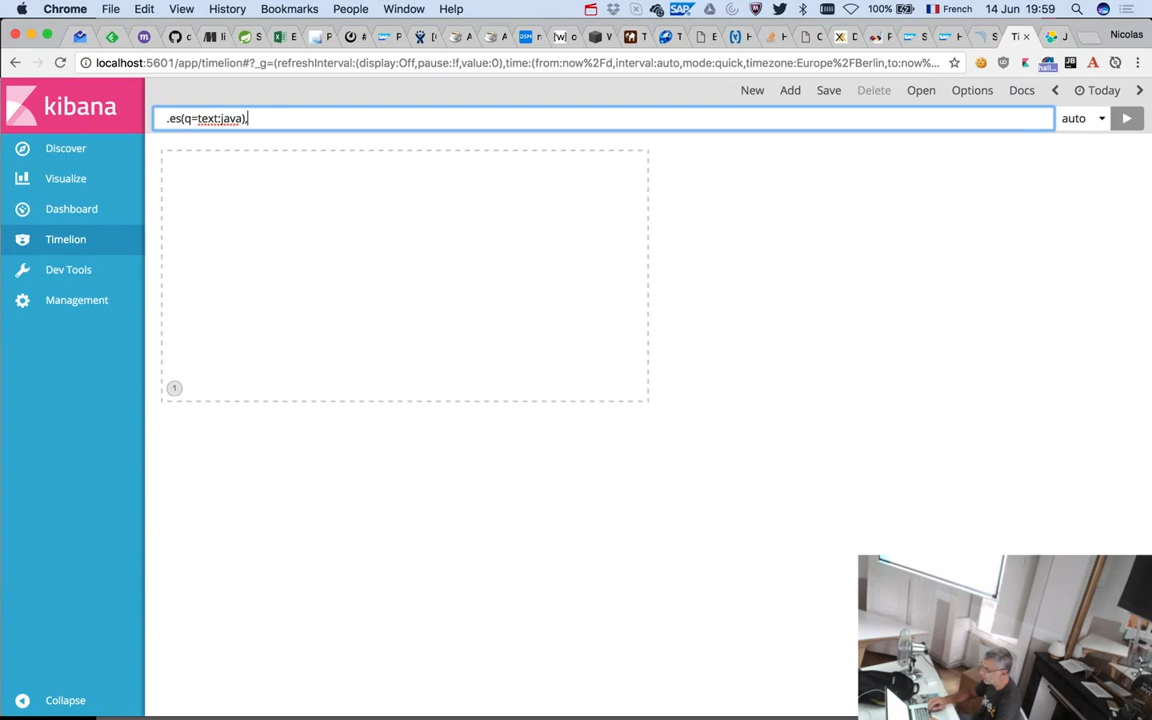 Chrome File Edit View History Bookmarks People Window Help SAP 100% French 14 Jun 19:59
Nicolas
localhost:5601/app/timelion#?_g=(refreshInterval:(display:Off,pause:!f,value:0),time:(from:now%2Fd,interval:auto,mode:quick,timezone:Europe%2FBerlin,to:now%...
kibana
New Add Save Delete Open Options Docs Today
.es(q=text:java),
auto
Discover
Visualize
Dashboard
Timelion
Dev Tools
Management
1
Collapse